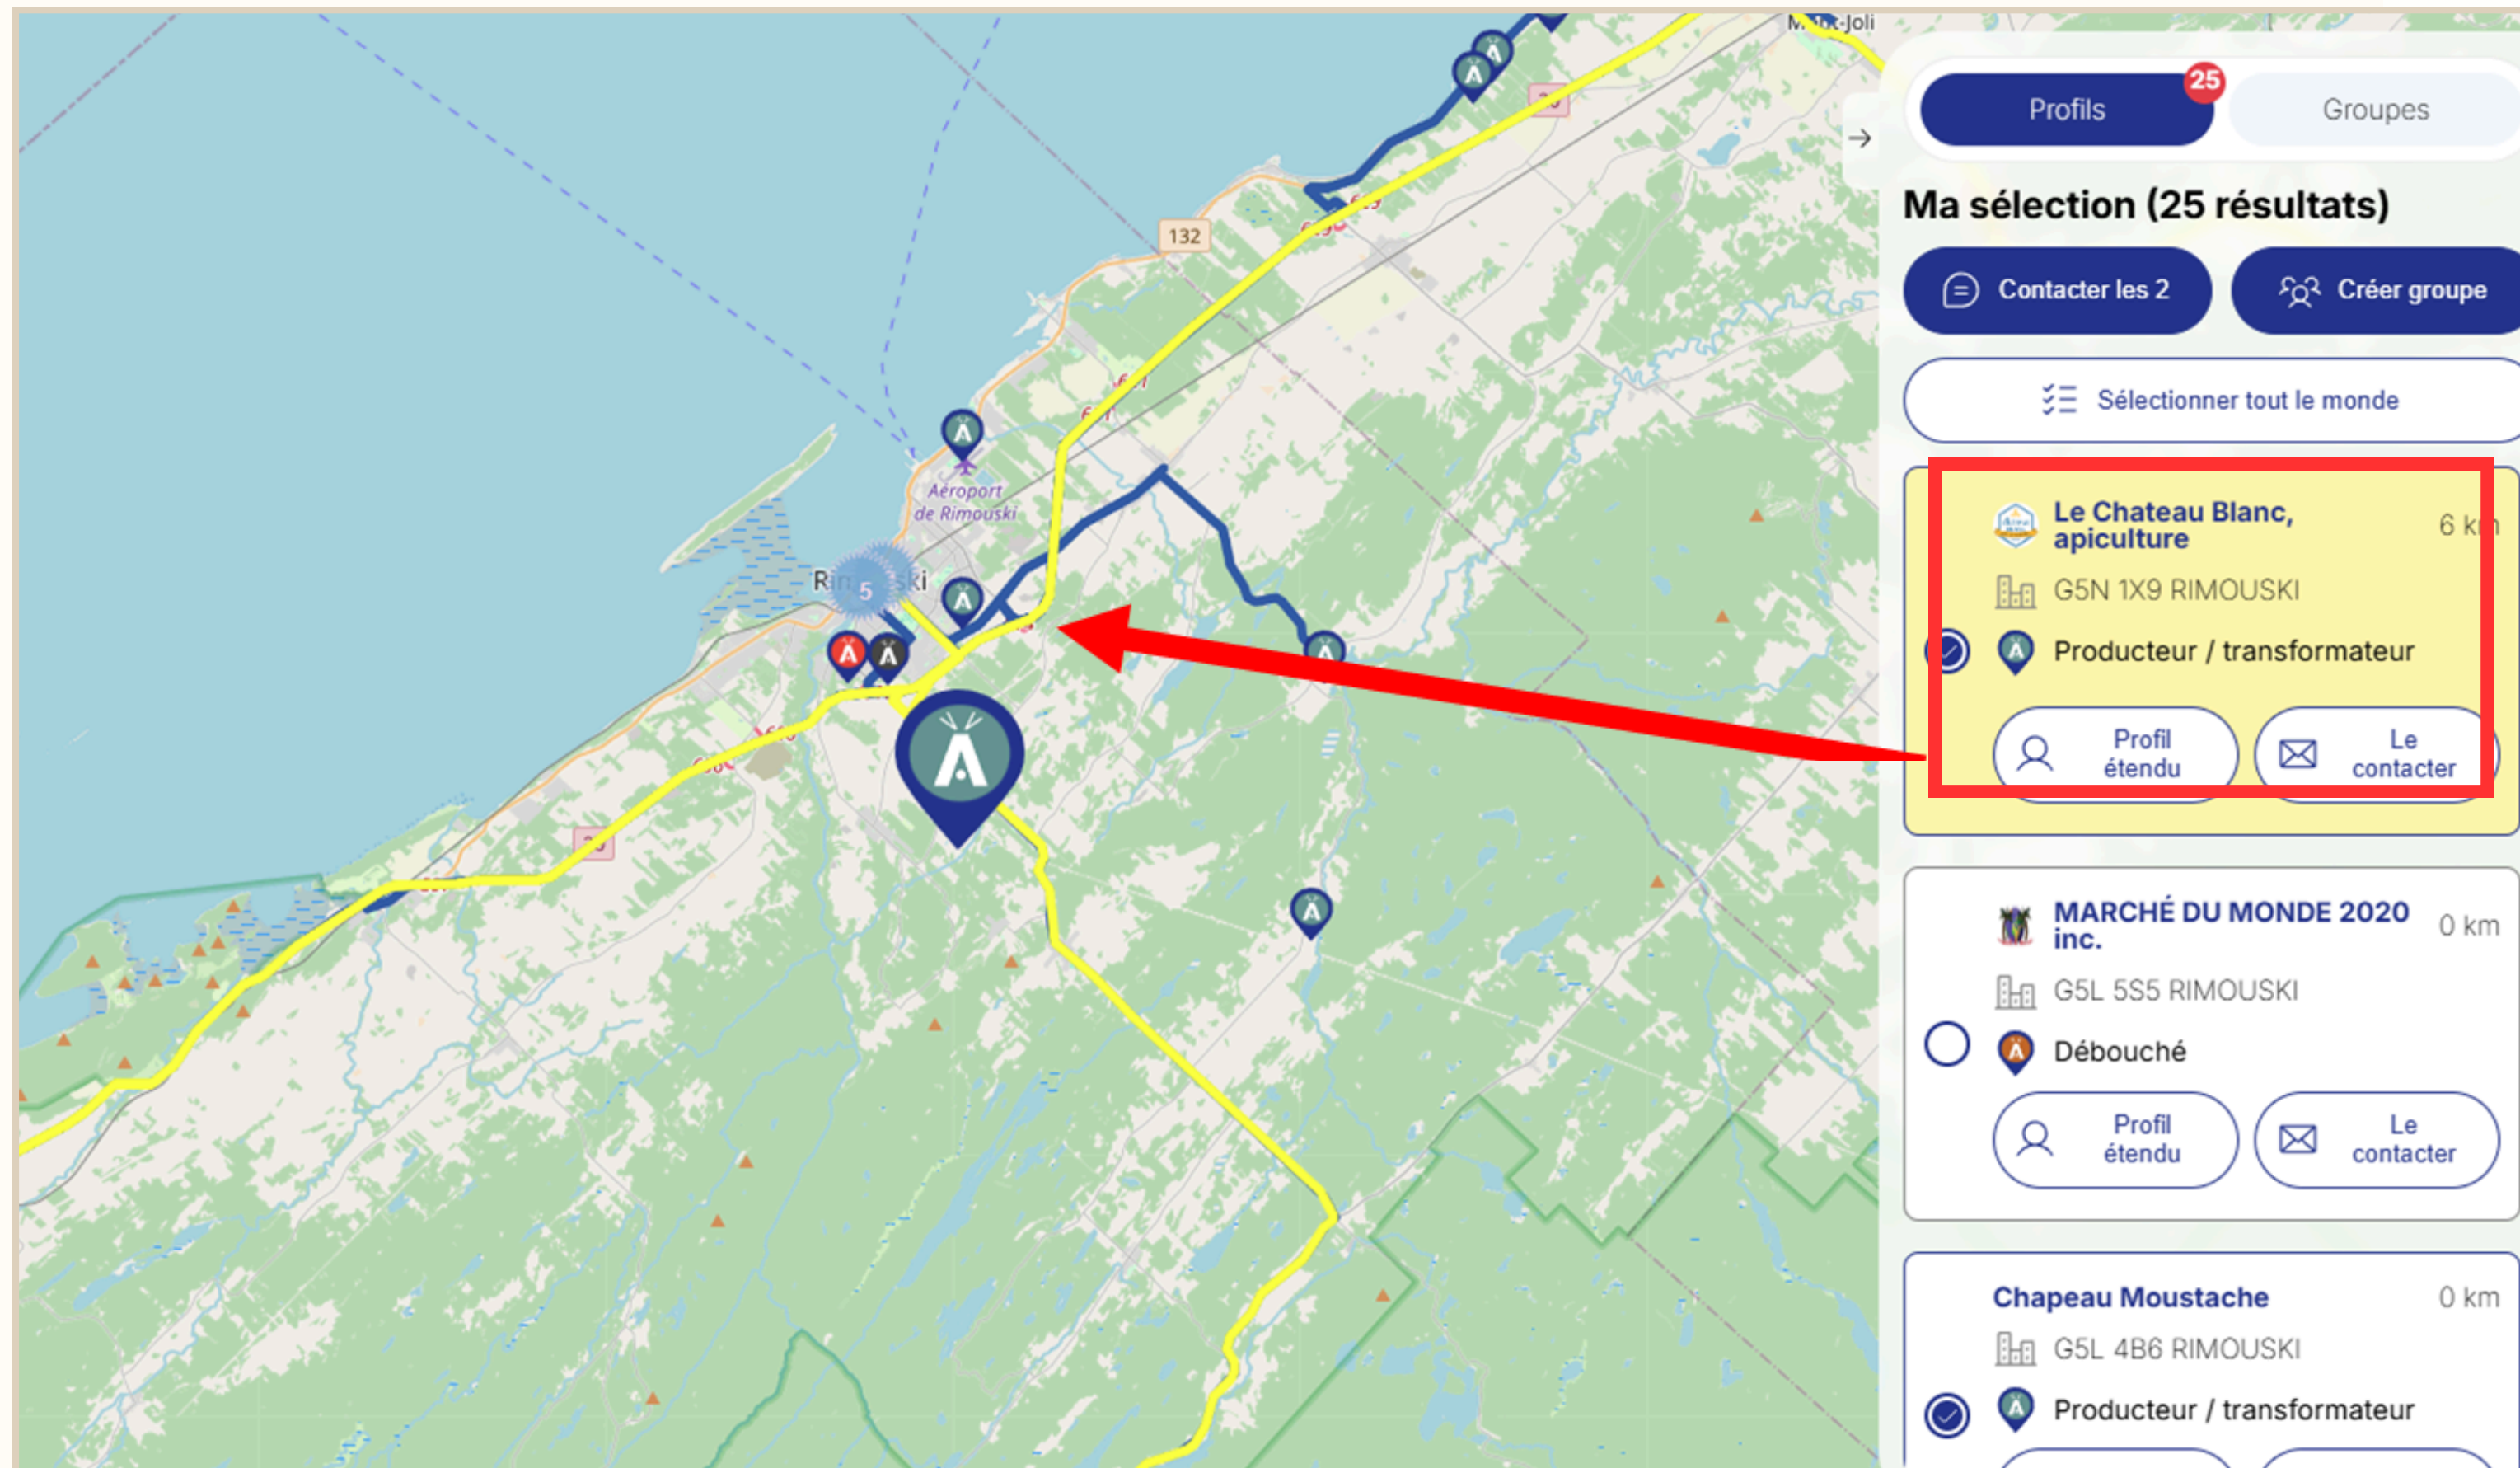 Mont-Joli
132
Aéroport
de Rimouski
5
Profils
25
Groupes
Ma sélection (25 résultats)
Contacter les 2
Créer groupe
Sélectionner tout le monde
Le Chateau Blanc,
apiculture
6 km
G5N 1X9 RIMOUSKI
Producteur / transformateur
Profil
étendu
Le
contacter
MARCHÉ DU MONDE 2020
inc.
0 km
G5L 5S5 RIMOUSKI
Débouché
Profil
étendu
Le
contacter
Chapeau Moustache
0 km
G5L 4B6 RIMOUSKI
Producteur / transformateur